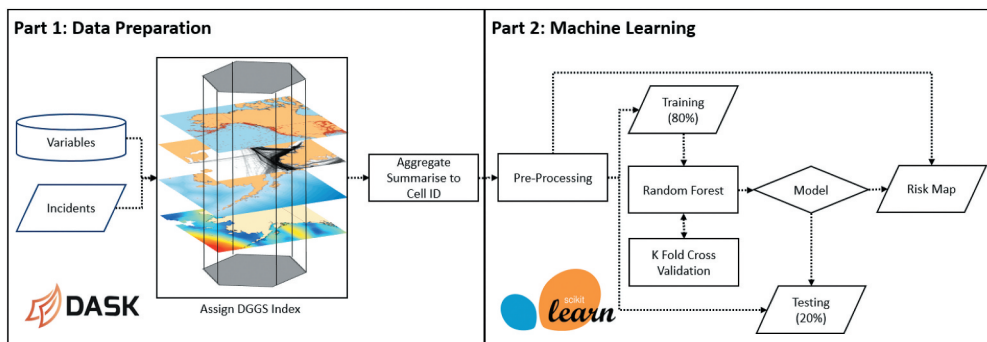 Part 1: Data Preparation
Variables
Incidents
DASK
Assign DGGS Index
Aggregate
Summarise to
Cell ID
Part 2: Machine Learning
Pre-Processing
Training
(80%)
Random Forest
K Fold Cross
Validation
Model
Risk Map
Testing
(20%)
scikit
learn